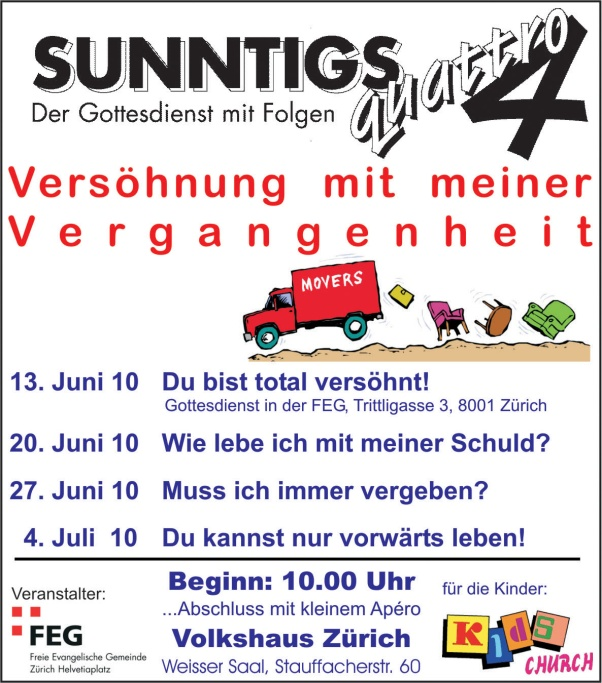 SUNNTIGS quattro 4
Der Gottesdienst mit Folgen
Versöhnung mit meiner
Vergangenheit
MOVERS
13. Juni 10 Du bist total versöhnt!
Gottesdienst in der FEG, Trittligasse 3, 8001 Zürich
20. Juni 10 Wie lebe ich mit meiner Schuld?
27. Juni 10 Muss ich immer vergeben?
4. Juli 10 Du kannst nur vorwärts leben!
Veranstalter:
FEG
Freie Evangelische Gemeinde
Zürich Helvetiaplatz
Beginn: 10.00 Uhr
...Abschluss mit kleinem Apéro
Volkshaus Zürich
Weisser Saal, Stauffacherstr. 60
für die Kinder:
KiDS
CHURCH